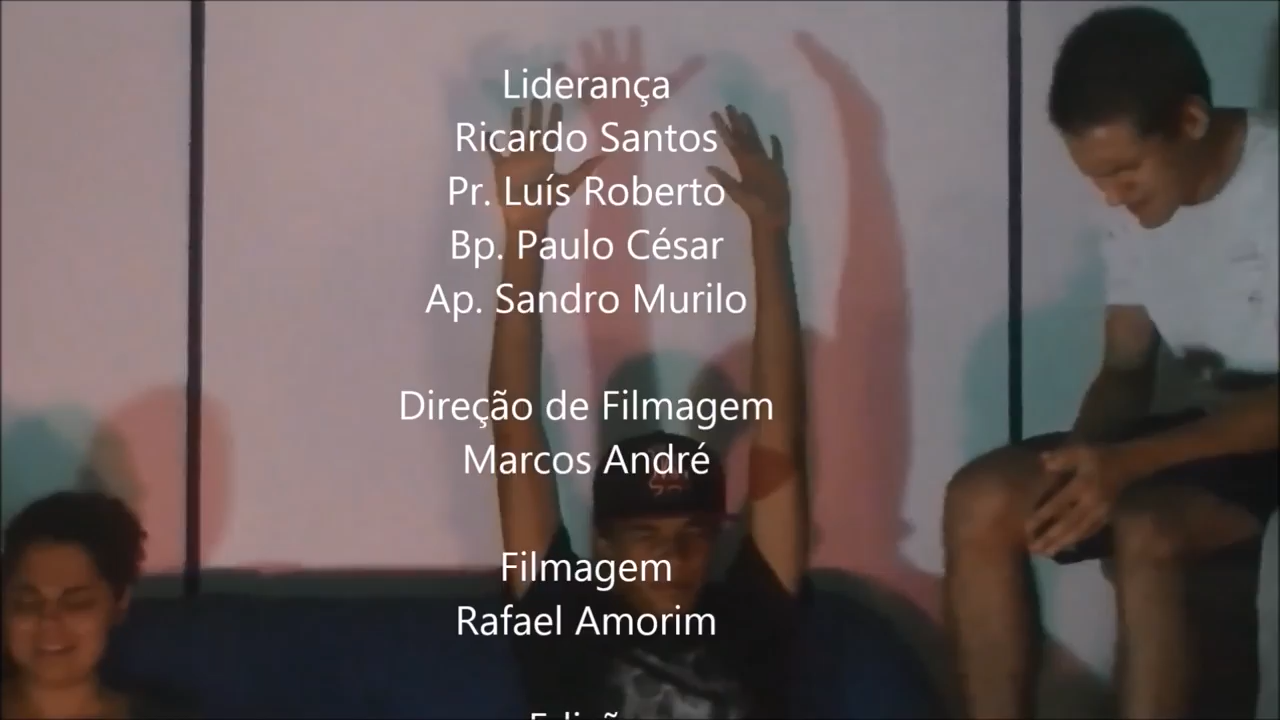 Liderança
Ricardo Santos
Pr. Luís Roberto
Bp. Paulo César
Ap. Sandro Murilo
Direção de Filmagem
Marcos André
Filmagem
Rafael Amorim